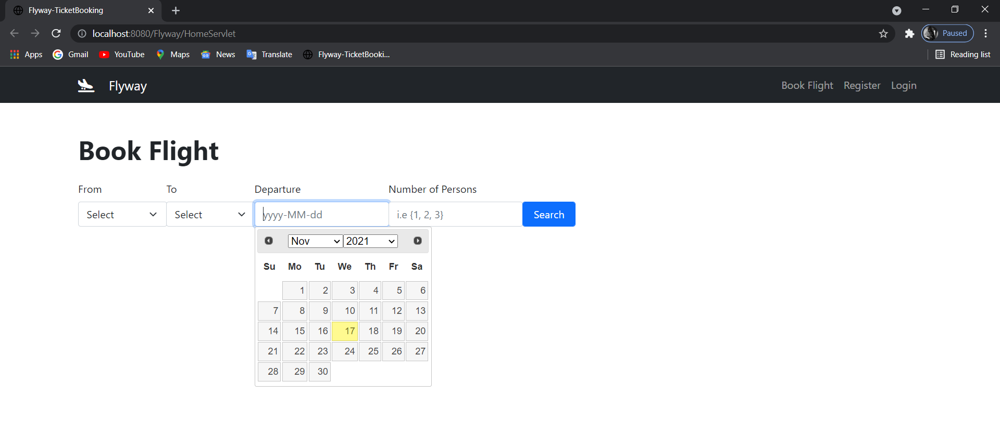 Flyway-TicketBooking
localhost:8080/Flyway/HomeServlet
Paused
Apps Gmail YouTube Maps News Translate Flyway-TicketBooki... Reading list
Flyway Book Flight Register Login
Book Flight
From To Departure Number of Persons
Select Select yyyy-MM-dd i.e {1, 2, 3} Search
Nov 2021
Su Mo Tu We Th Fr Sa
1 2 3 4 5 6
7 8 9 10 11 12 13
14 15 16 17 18 19 20
21 22 23 24 25 26 27
28 29 30